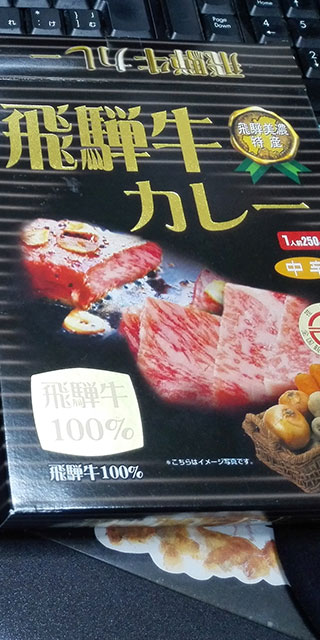 飛騨牛カレー
飛騨牛
カレー
飛騨美濃
特産
1人前250
中辛
飛騨牛
100%
飛騨牛100%
※こちらはイメージ写真です。